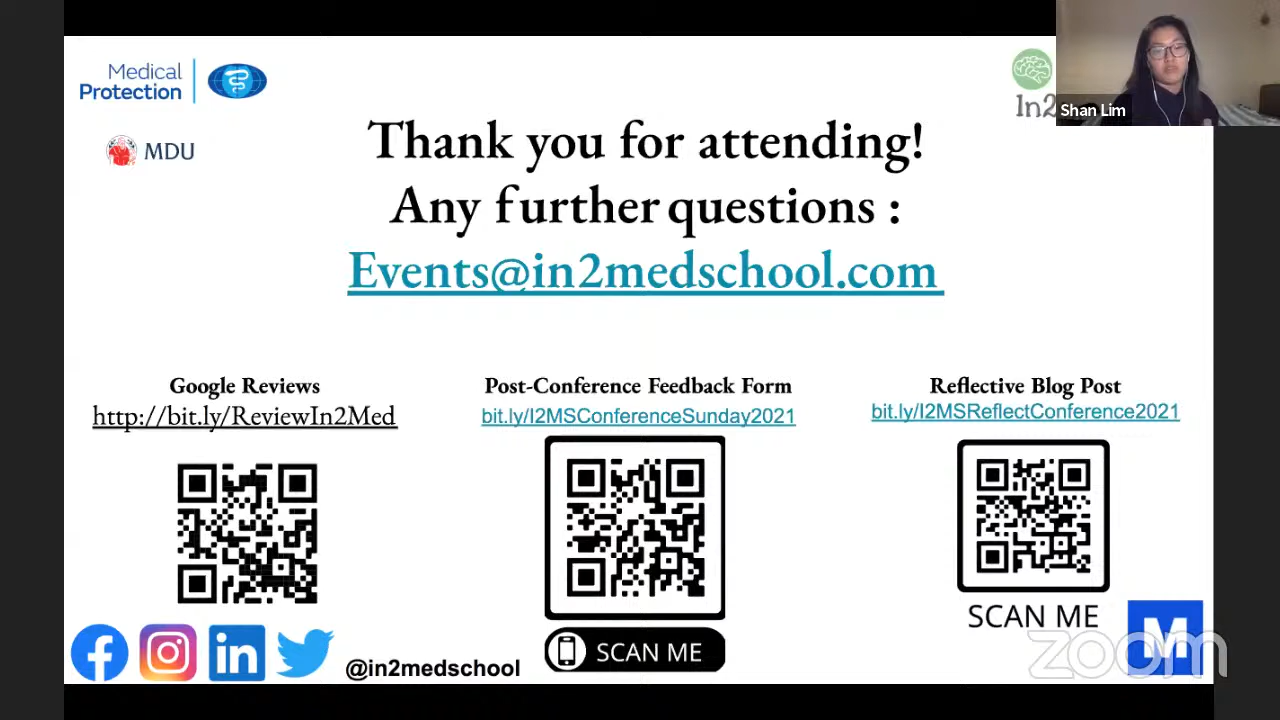 Medical
Protection
MDU
In2
Shan Lim
Thank you for attending!
Any further questions :
Events@in2medschool.com
Google Reviews
http://bit.ly/ReviewIn2Med
Post-Conference Feedback Form
bit.ly/I2MSConferenceSunday2021
SCAN ME
Reflective Blog Post
bit.ly/I2MSReflectConference2021
SCAN ME
@in2medschool
M
zoom